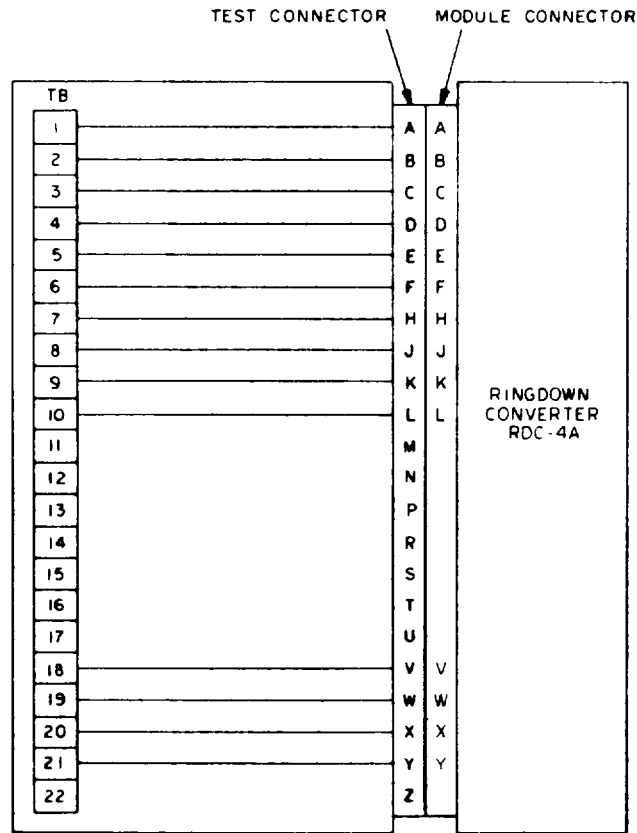 TEST CONNECTOR MODULE CONNECTOR
TB
1 A A
2 B B
3 C C
4 D D
5 E E
6 F F
7 H H
8 J J
9 K K
10 L L
11 M
12 N
13 P
14 R
15 S
16 T
17 U
18 V V
19 W W
20 X X
21 Y Y
22 Z
RINGDOWN
CONVERTER
RDC-4A